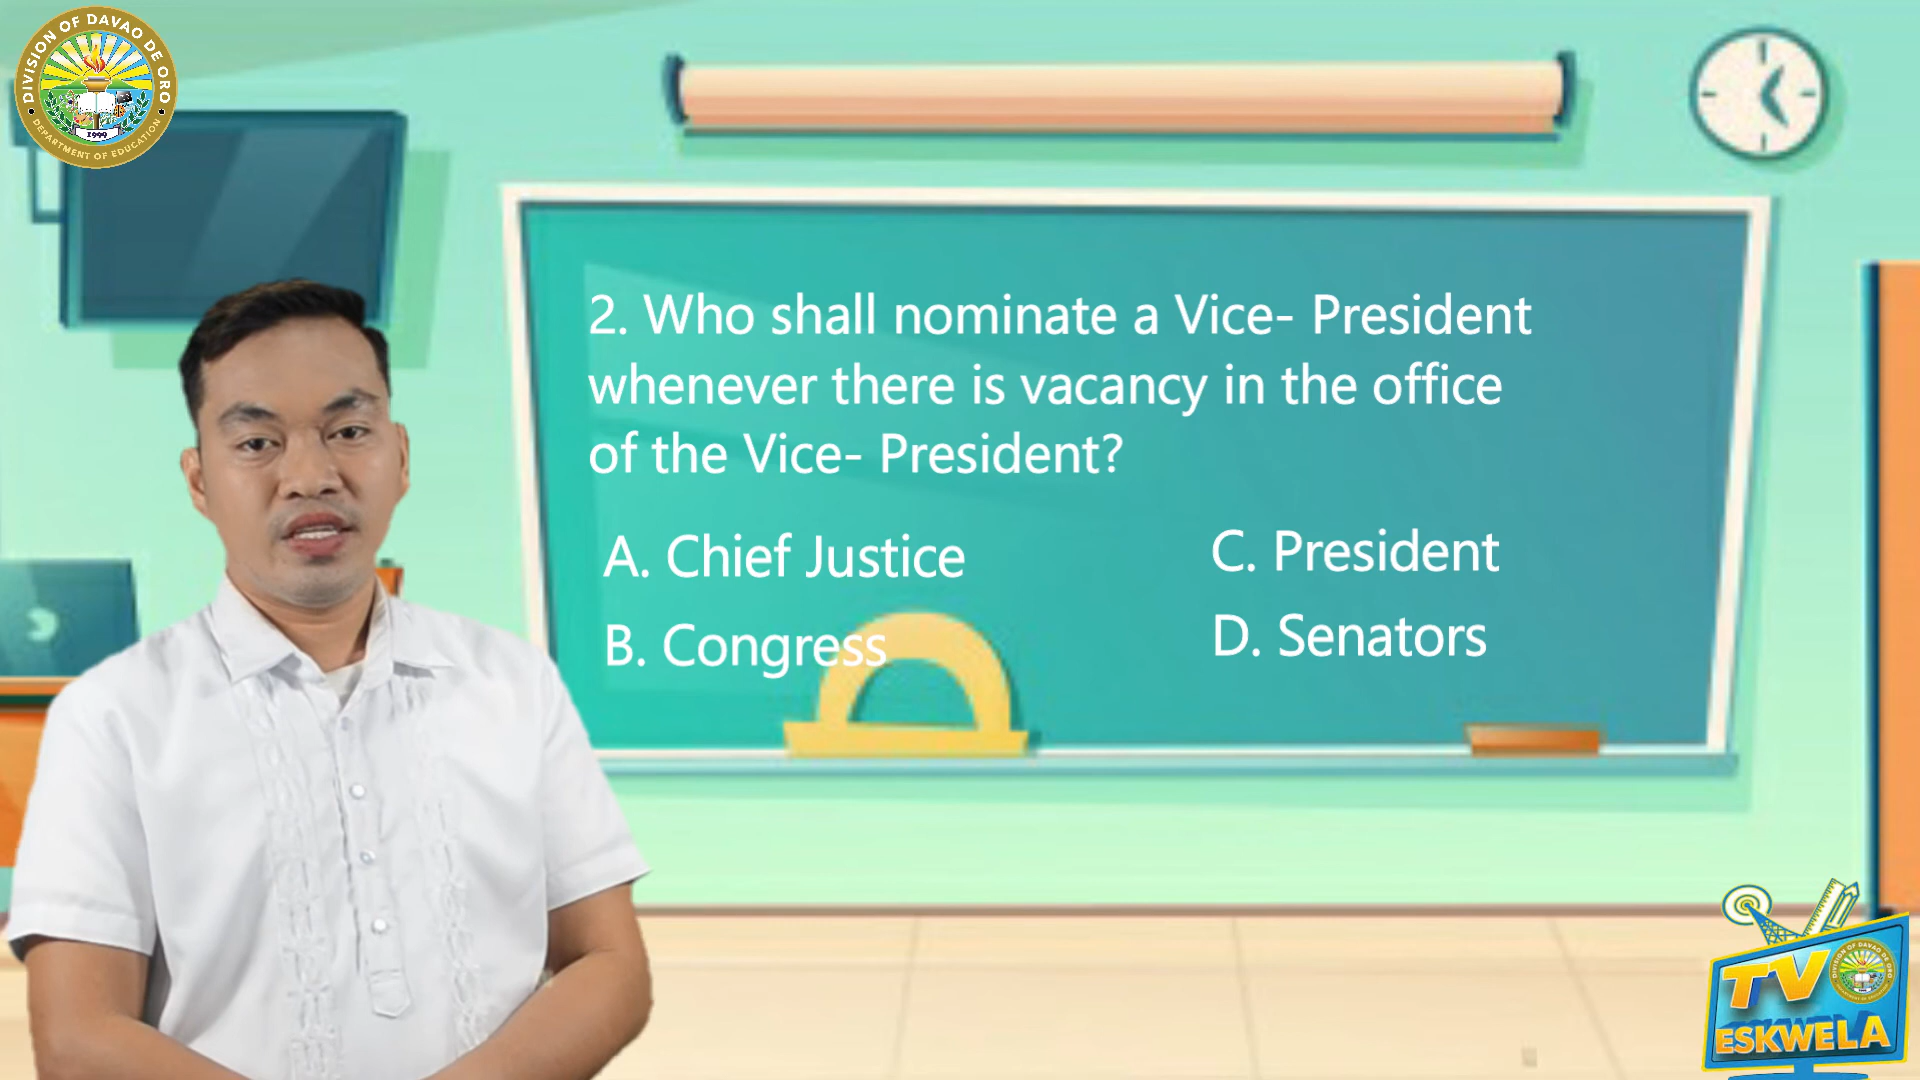 DIVISION OF DAVAO DE ORO
1999
DEPARTMENT OF EDUCATION
2. Who shall nominate a Vice- President
whenever there is vacancy in the office
of the Vice- President?
A. Chief Justice
B. Congress
C. President
D. Senators
TV
ESKWELA